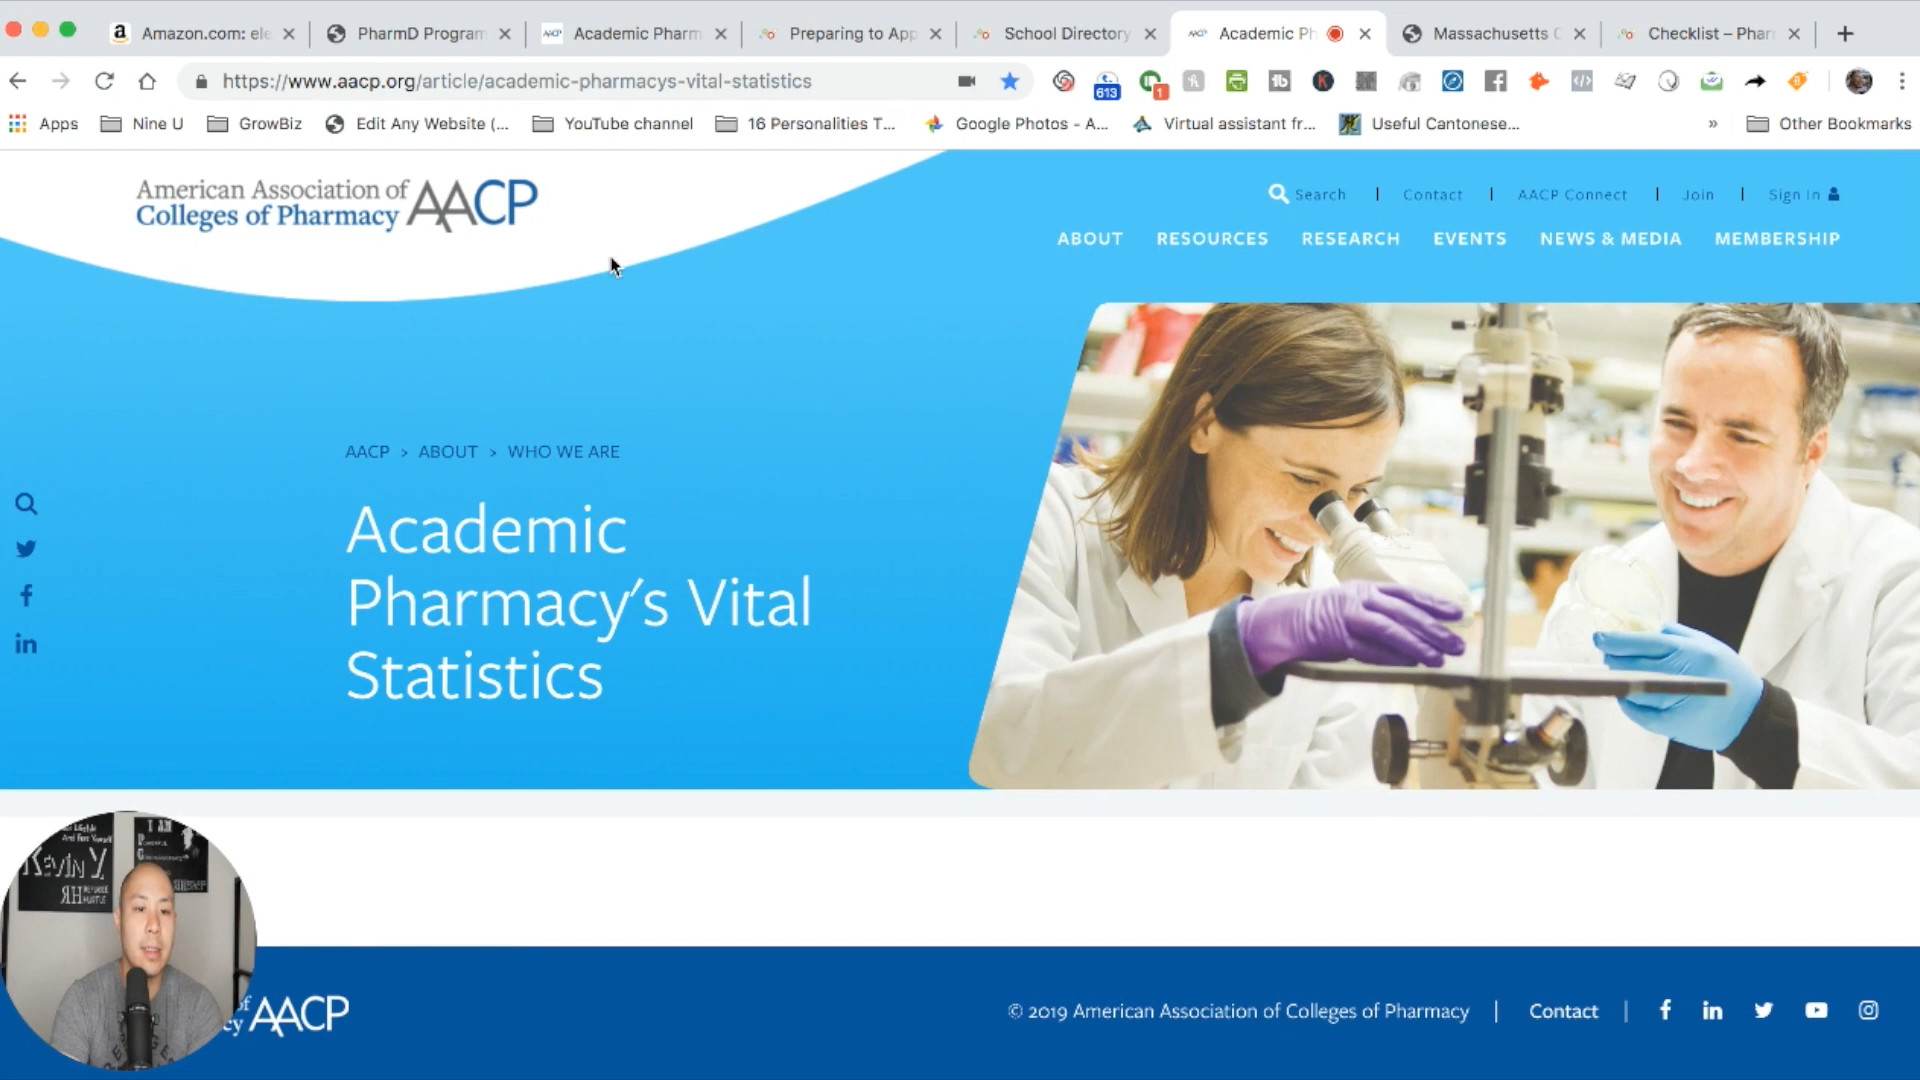 Amazon.com: ele
PharmD Program
Academic Pharm
Preparing to App
School Directory
Academic Ph
Massachusetts C
Checklist – Phar
https://www.aacp.org/article/academic-pharmacys-vital-statistics
613
1
Apps
Nine U
GrowBiz
Edit Any Website (...
YouTube channel
16 Personalities T...
Google Photos - A...
Virtual assistant fr...
Useful Cantonese...
»
Other Bookmarks
American Association of
Colleges of Pharmacy AACP
Search | Contact | AACP Connect | Join | Sign In
ABOUT RESOURCES RESEARCH EVENTS NEWS & MEDIA MEMBERSHIP
AACP > ABOUT > WHO WE ARE
Academic
Pharmacy's Vital
Statistics
I AM
KEVIN Y
AACP
© 2019 American Association of Colleges of Pharmacy | Contact |